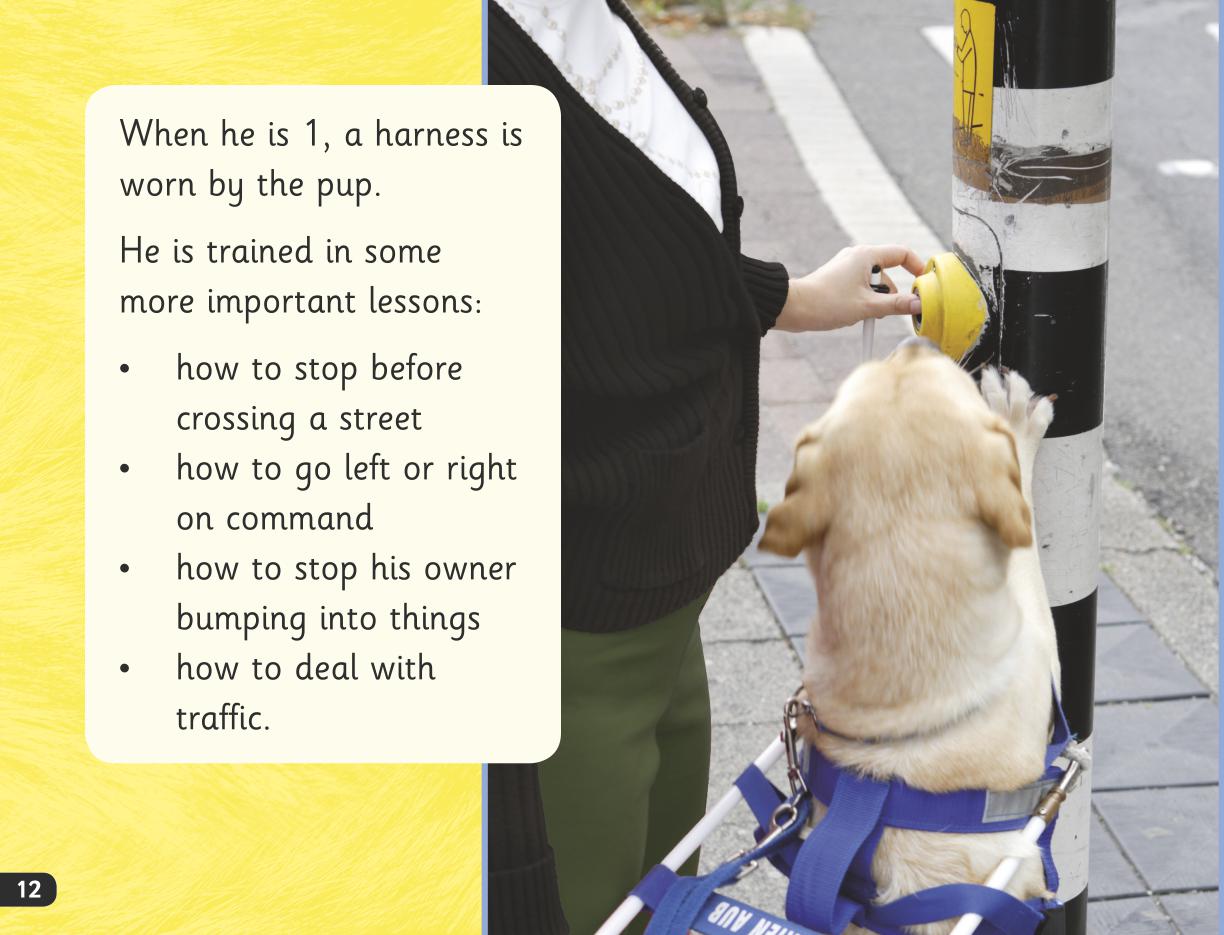 When he is 1, a harness is
worn by the pup.
He is trained in some
more important lessons:
• how to stop before
crossing a street
• how to go left or right
on command
• how to stop his owner
bumping into things
• how to deal with
traffic.
12